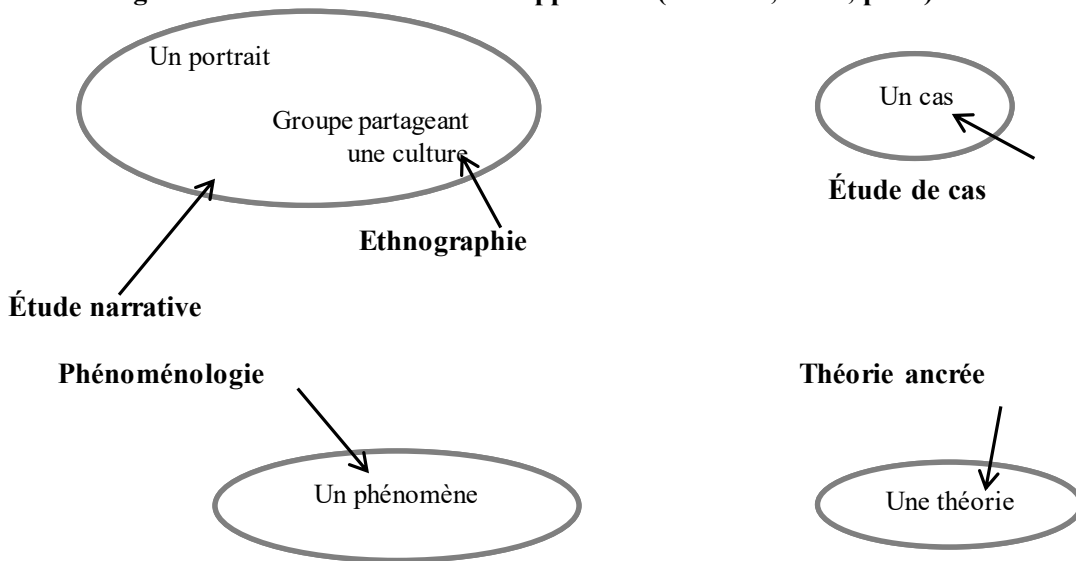 Un portrait
Un cas
Groupe partageant
une culture
Étude de cas
Ethnographie
Étude narrative
Phénoménologie
Théorie ancrée
Un phénomène
Une théorie